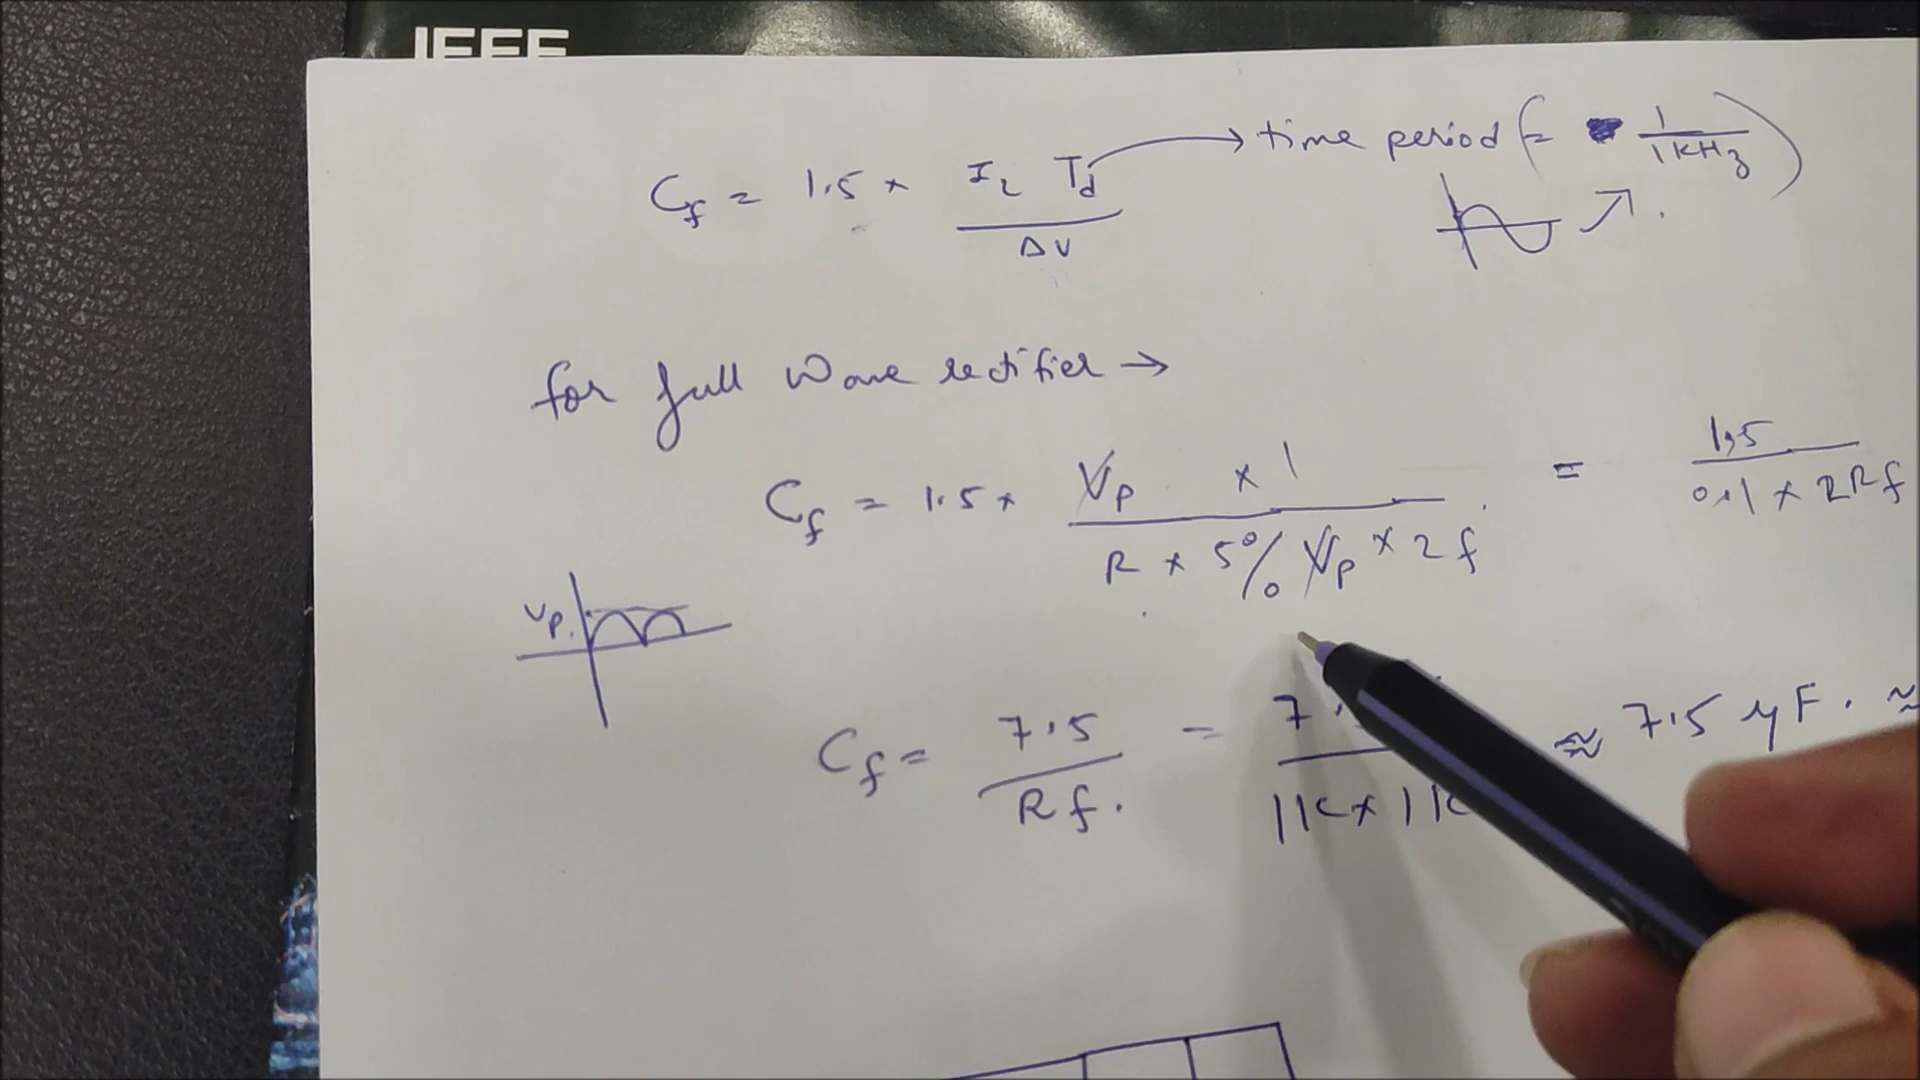 IEEE
Cf = 1.5 × IL Td / ΔV → time period (= 1 / 1KHz)
for full wave rectifier →
Cf = 1.5 × Vp × 1 / R × 5% Vp × 2f = 1.5 / 0.1 × 2Rf
Vp.
Cf = 7.5 / Rf. = 7. / 1K × 1K ≈ 7.5 µF. ≈